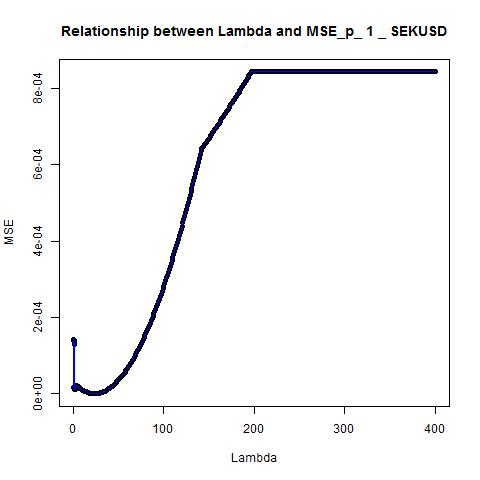 Relationship between Lambda and MSE_p_ 1 _ SEKUSD
MSE
8e-04
6e-04
4e-04
2e-04
0e+00
0 100 200 300 400
Lambda